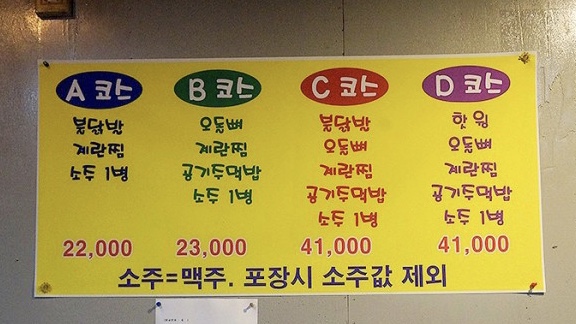 A 코스
불닭발
계란찜
소주 1병
22,000
B 코스
오돌뼈
계란찜
공기주먹밥
소주 1병
23,000
C 코스
불닭발
오돌뼈
계란찜
공기주먹밥
소주 1병
41,000
D 코스
핫 윙
오돌뼈
계란찜
공기주먹밥
소주 1병
41,000
소주=맥주. 포장시 소주값 제외